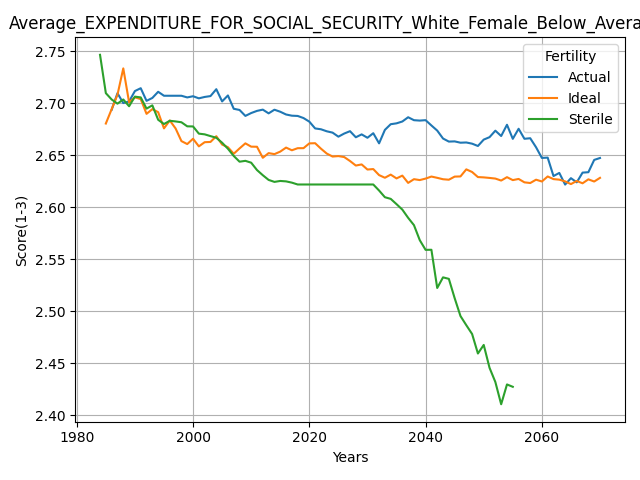 Average_EXPENDITURE_FOR_SOCIAL_SECURITY_White_Female_Below_Avera
Fertility
Actual
Ideal
Sterile
Score(1-3)
2.75
2.70
2.65
2.60
2.55
2.50
2.45
2.40
1980 2000 2020 2040 2060
Years